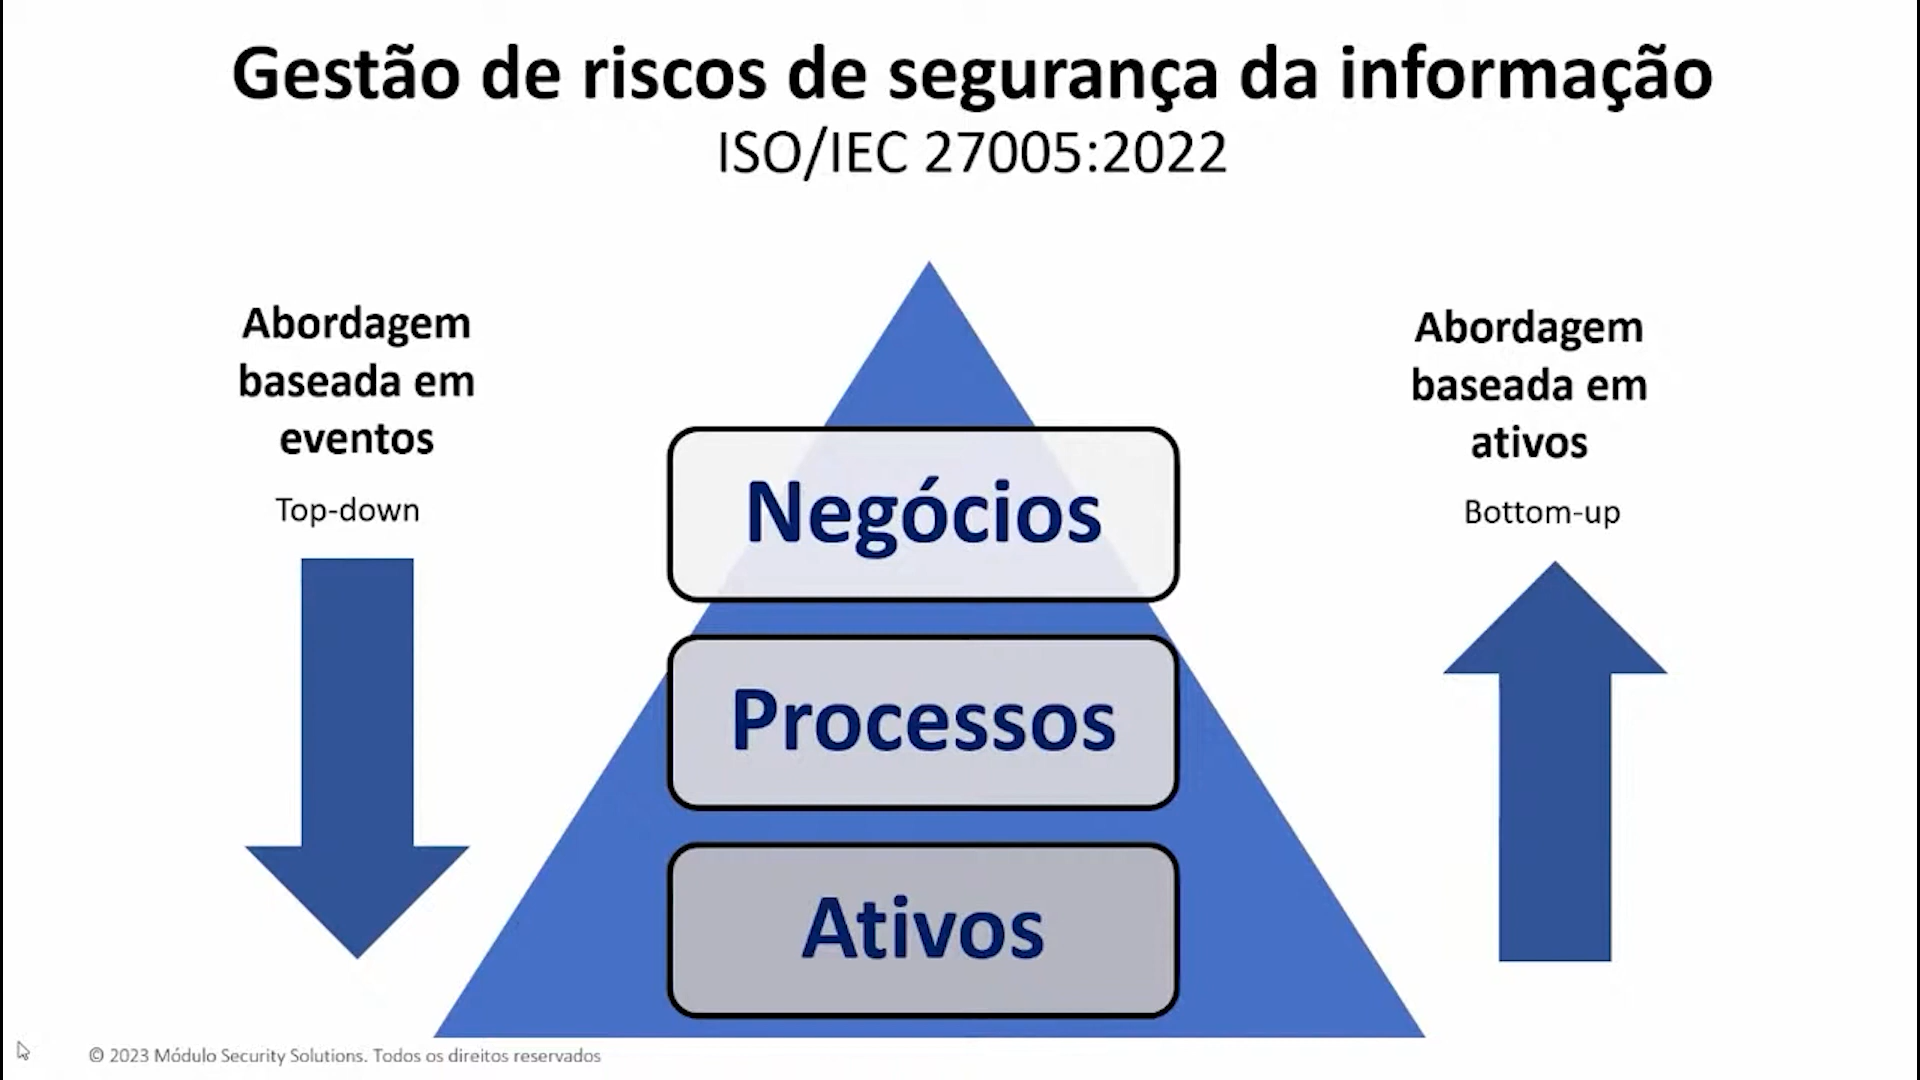 Gestão de riscos de segurança da informação
ISO/IEC 27005:2022
Abordagem
baseada em
eventos
Top-down
Negócios
Processos
Ativos
Abordagem
baseada em
ativos
Bottom-up
© 2023 Módulo Security Solutions. Todos os direitos reservados